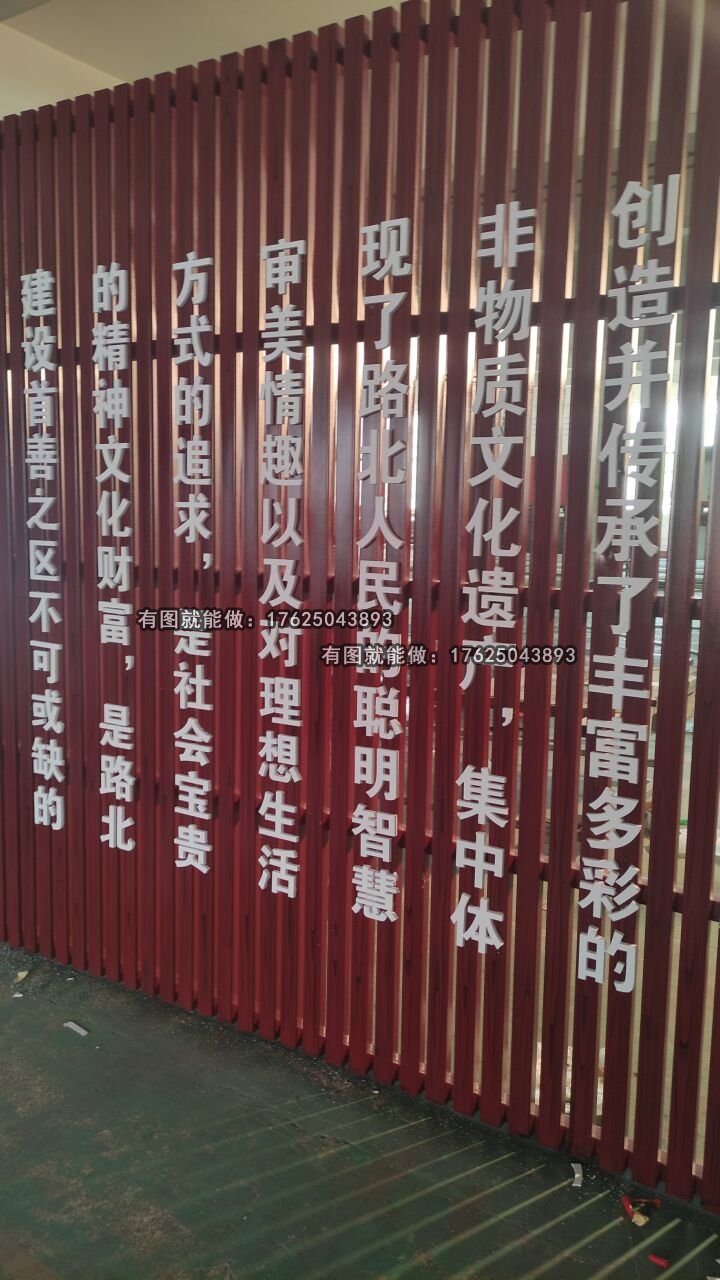 创造并传承了丰富多彩的
非物质文化遗产，集中体
现了路北人民的聪明智慧
审美情趣以及对理想生活
方式的追求，是社会宝贵
的精神文化财富，是路北
建设首善之区不可或缺的
有图就能做：17625043893
有图就能做：17625043893